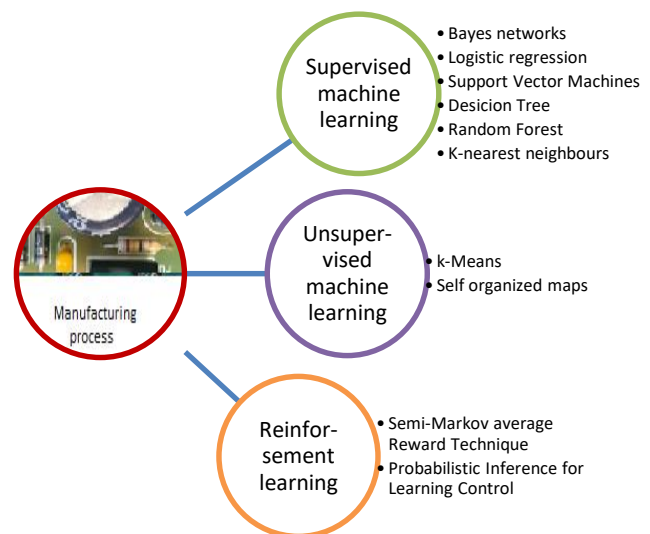 Supervised
machine
learning
• Bayes networks
• Logistic regression
• Support Vector Machines
• Desicion Tree
• Random Forest
• K-nearest neighbours
Manufacturing
process
Unsuper-
vised
machine
learning
• k-Means
• Self organized maps
Reinfor-
sement
learning
• Semi-Markov average
Reward Technique
• Probabilistic Inference for
Learning Control